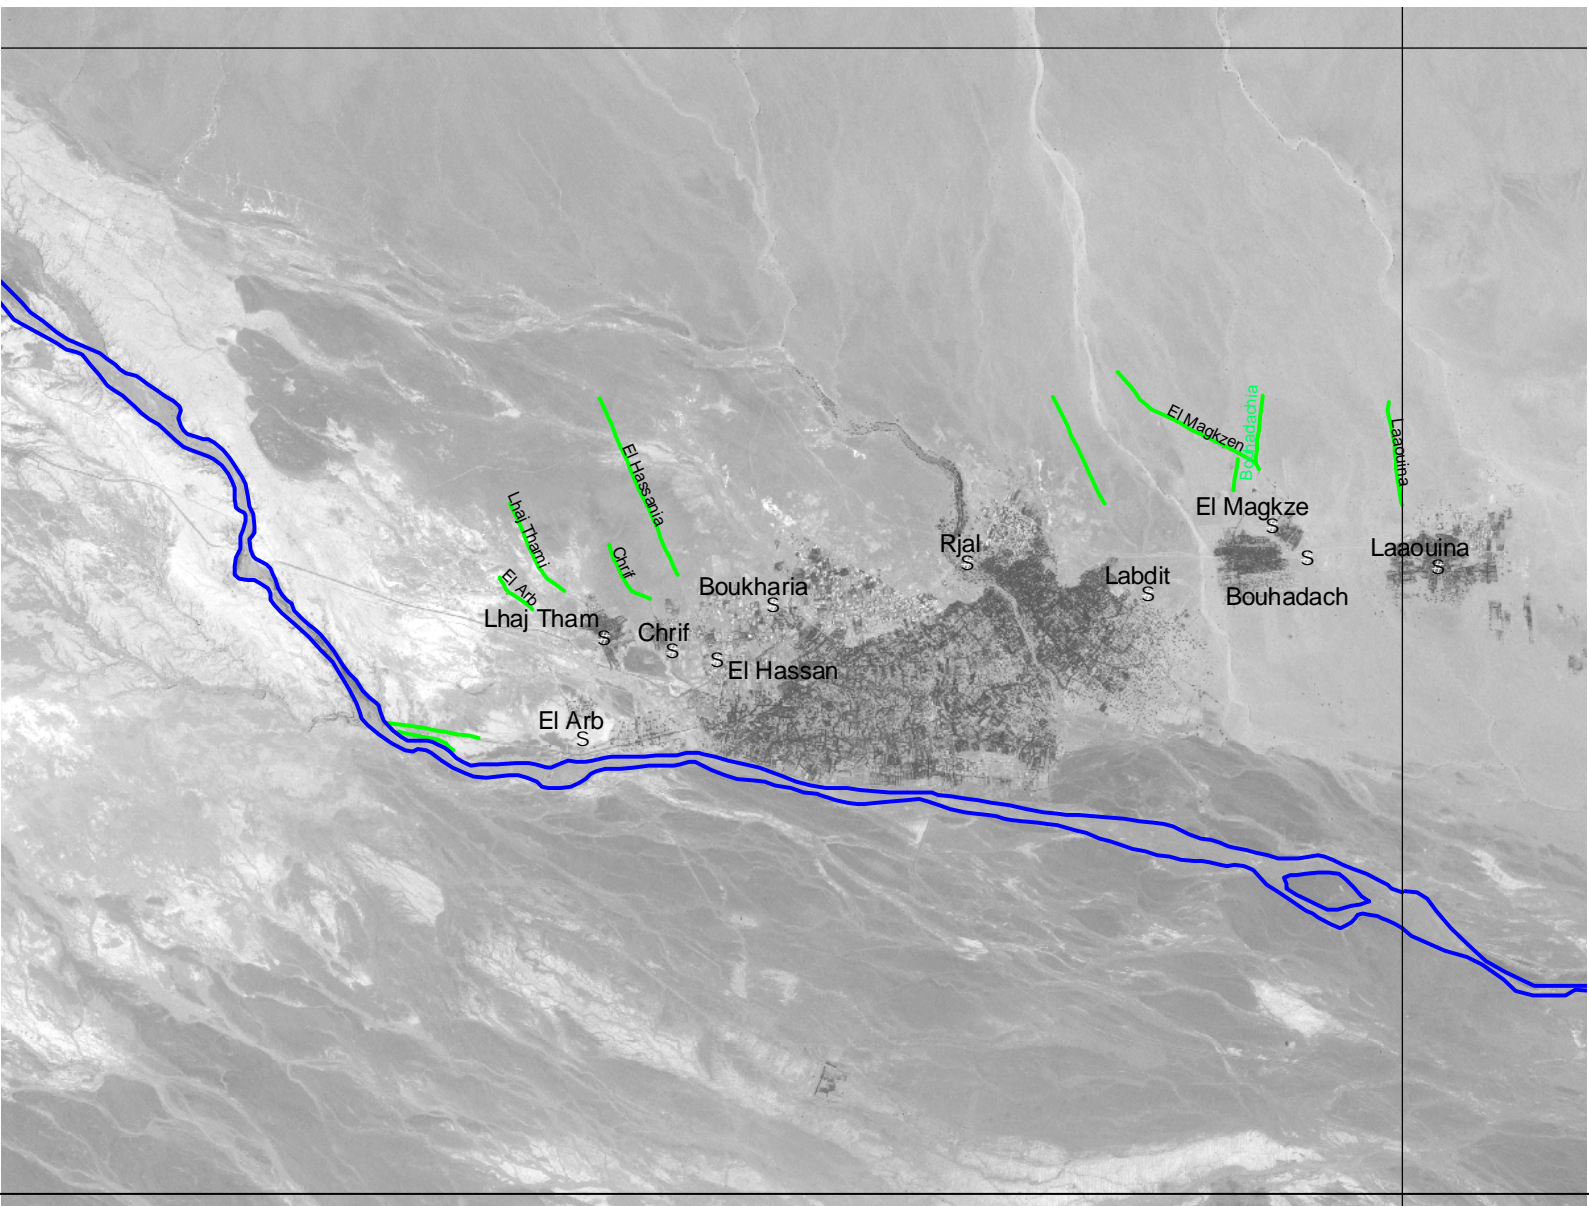 El Magkzen
Bouhadachia
Laaouina
El Hassania
Lhaj Thami
Chrif
El Arb
El Magkze
S
Rjal
S
Laaouina
S
S
Labdit
S
Boukharia
S
Bouhadach
Lhaj Tham
S
Chrif
S
S
El Hassan
El Arb
S